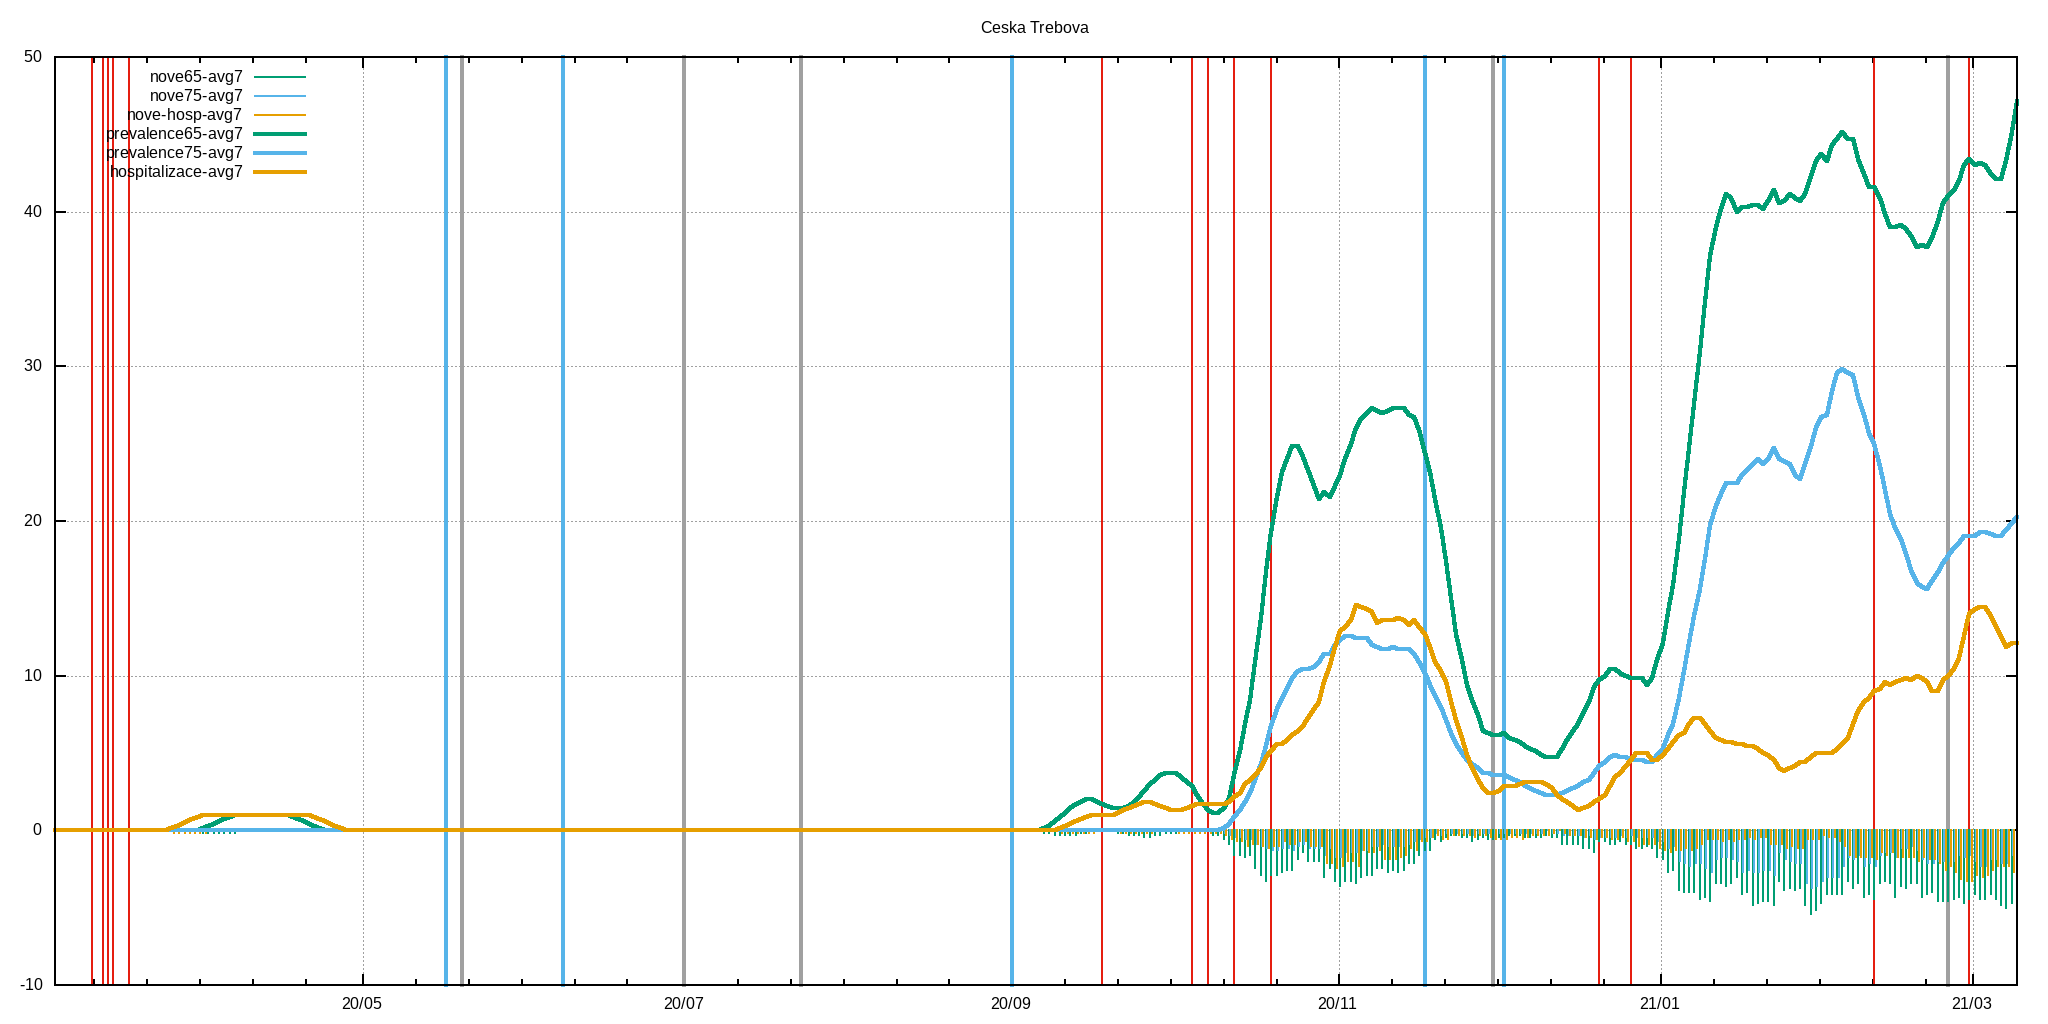 Ceska Trebova
50
nove65-avg7
nove75-avg7
nove-hosp-avg7
prevalence65-avg7
prevalence75-avg7
hospitalizace-avg7
40
30
20
10
0
-10
20/05
20/07
20/09
20/11
21/01
21/03